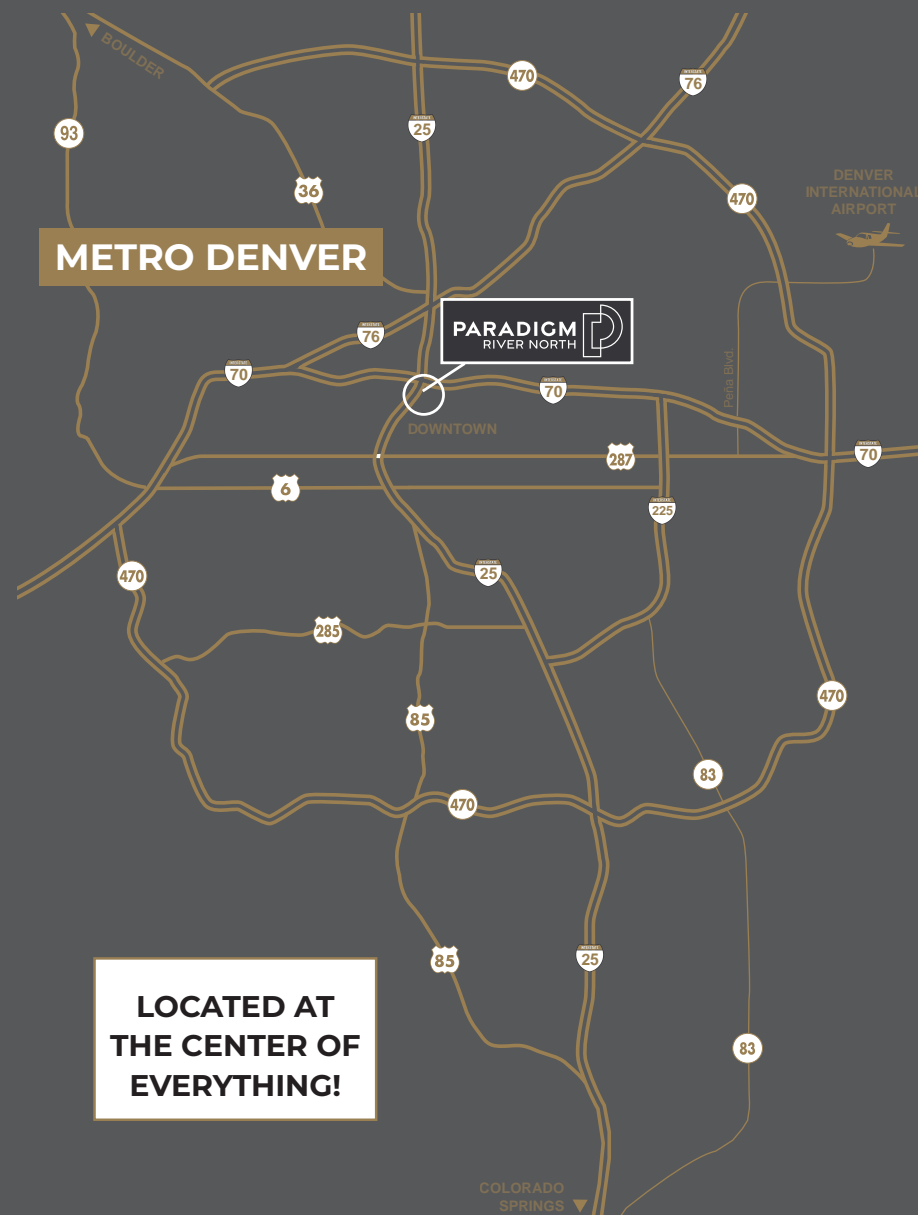 BOULDER
470
76
25
93
36
470
DENVER
INTERNATIONAL
AIRPORT
METRO DENVER
PARADIGM
RIVER NORTH
76
70
70
Peña Blvd.
DOWNTOWN
287
70
6
225
25
470
285
470
85
83
470
85
25
LOCATED AT
THE CENTER OF
EVERYTHING!
83
COLORADO
SPRINGS